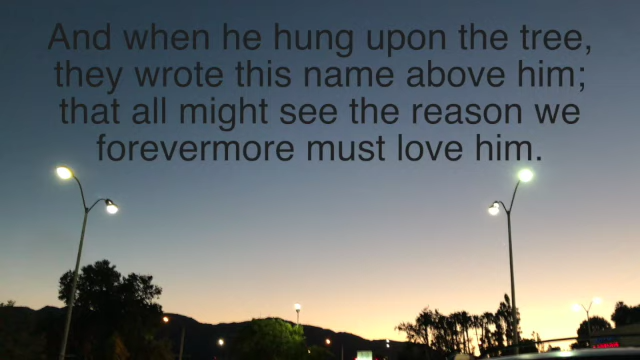 And when he hung upon the tree,
they wrote this name above him;
that all might see the reason we
forevermore must love him.